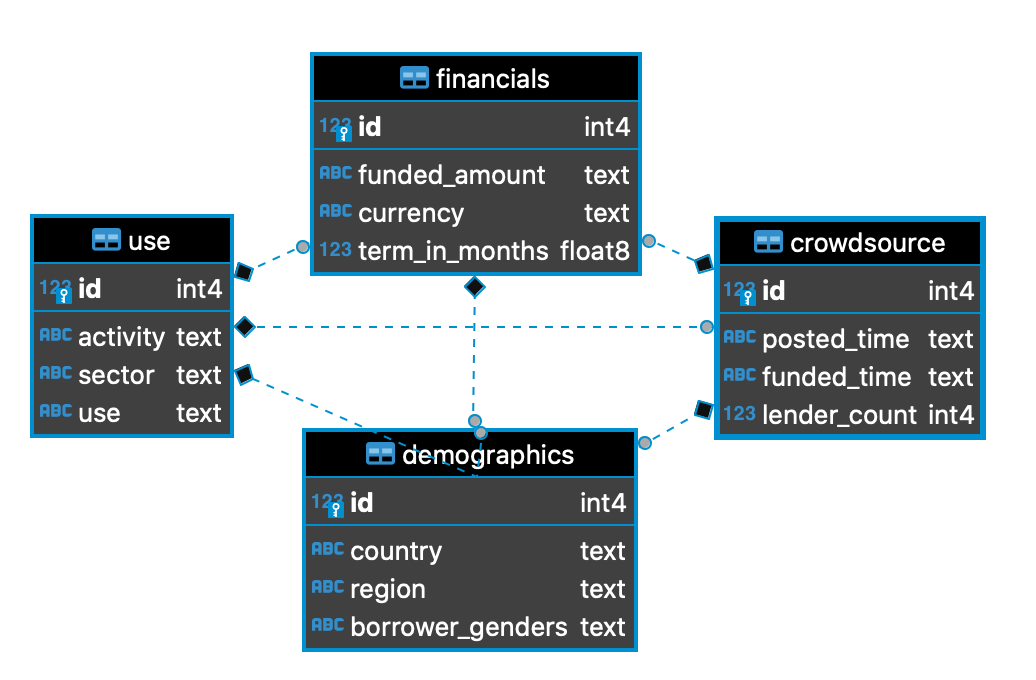 financials
123 id int4
ABC funded_amount text
ABC currency text
123 term_in_months float8
use
123 id int4
ABC activity text
ABC sector text
ABC use text
crowdsource
123 id int4
ABC posted_time text
ABC funded_time text
123 lender_count int4
demographics
123 id int4
ABC country text
ABC region text
ABC borrower_genders text